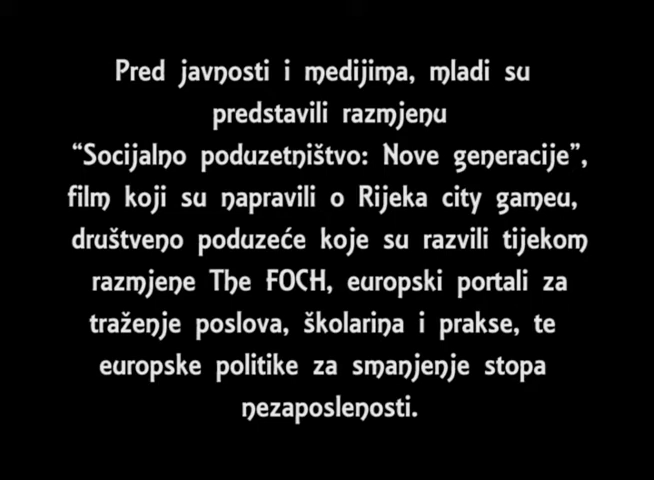 Pred javnosti i medijima, mladi su
predstavili razmjenu
“Socijalno poduzetništvo: Nove generacije”,
film koji su napravili o Rijeka city gameu,
društveno poduzeće koje su razvili tijekom
razmjene The FOCH, europski portali za
traženje poslova, školarina i prakse, te
europske politike za smanjenje stopa
nezaposlenosti.